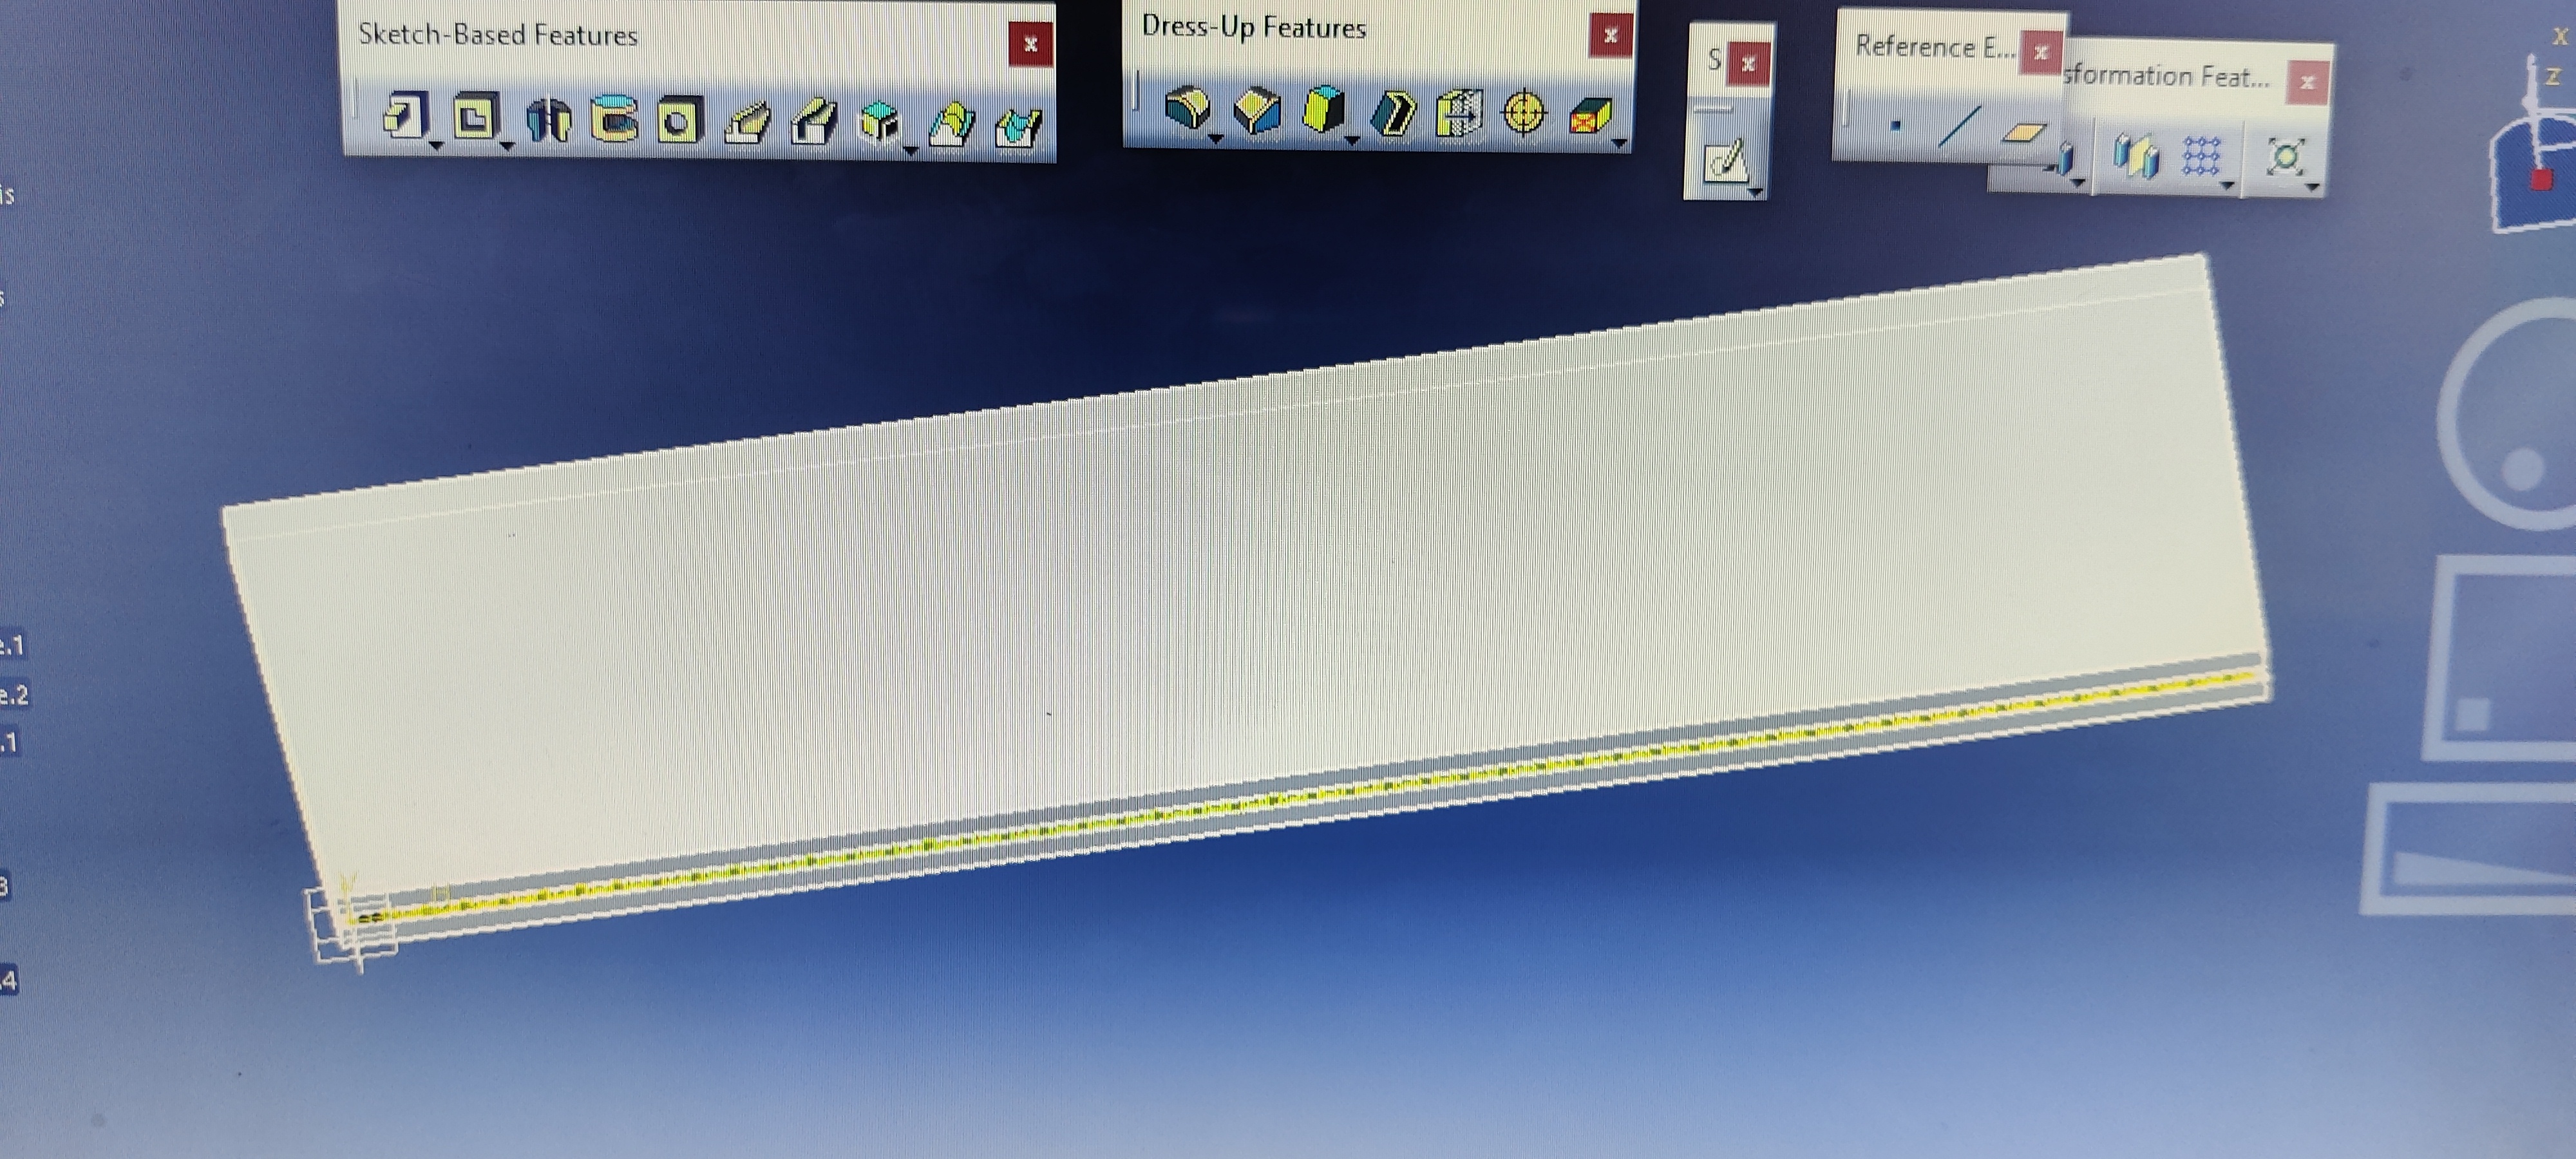 Sketch-Based Features
Dress-Up Features
S
Reference E...
sformation Feat...
x
z
is
s
e.1
e.2
.1
3
.4
V
H